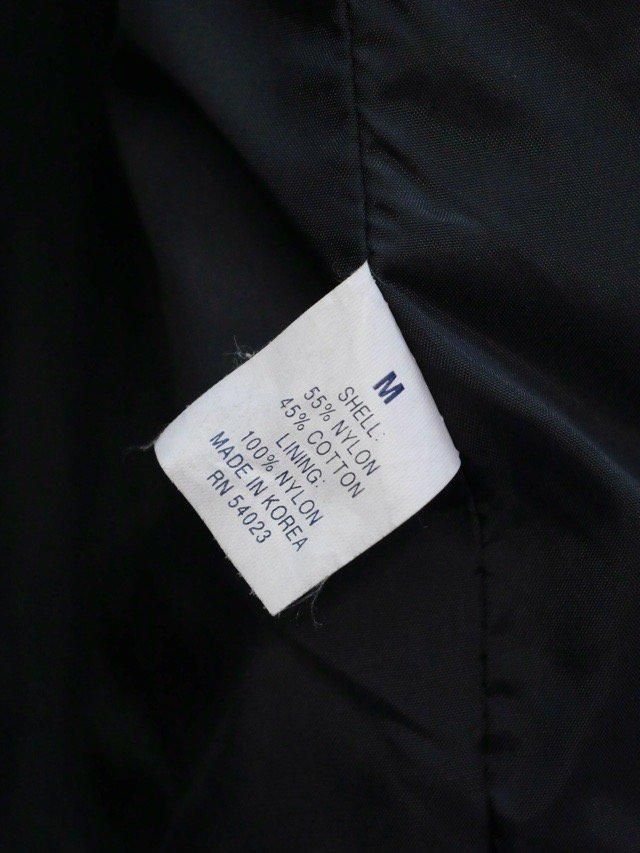 M
SHELL:
55% NYLON
45% COTTON
LINING:
100% NYLON
MADE IN KOREA
RN 54023